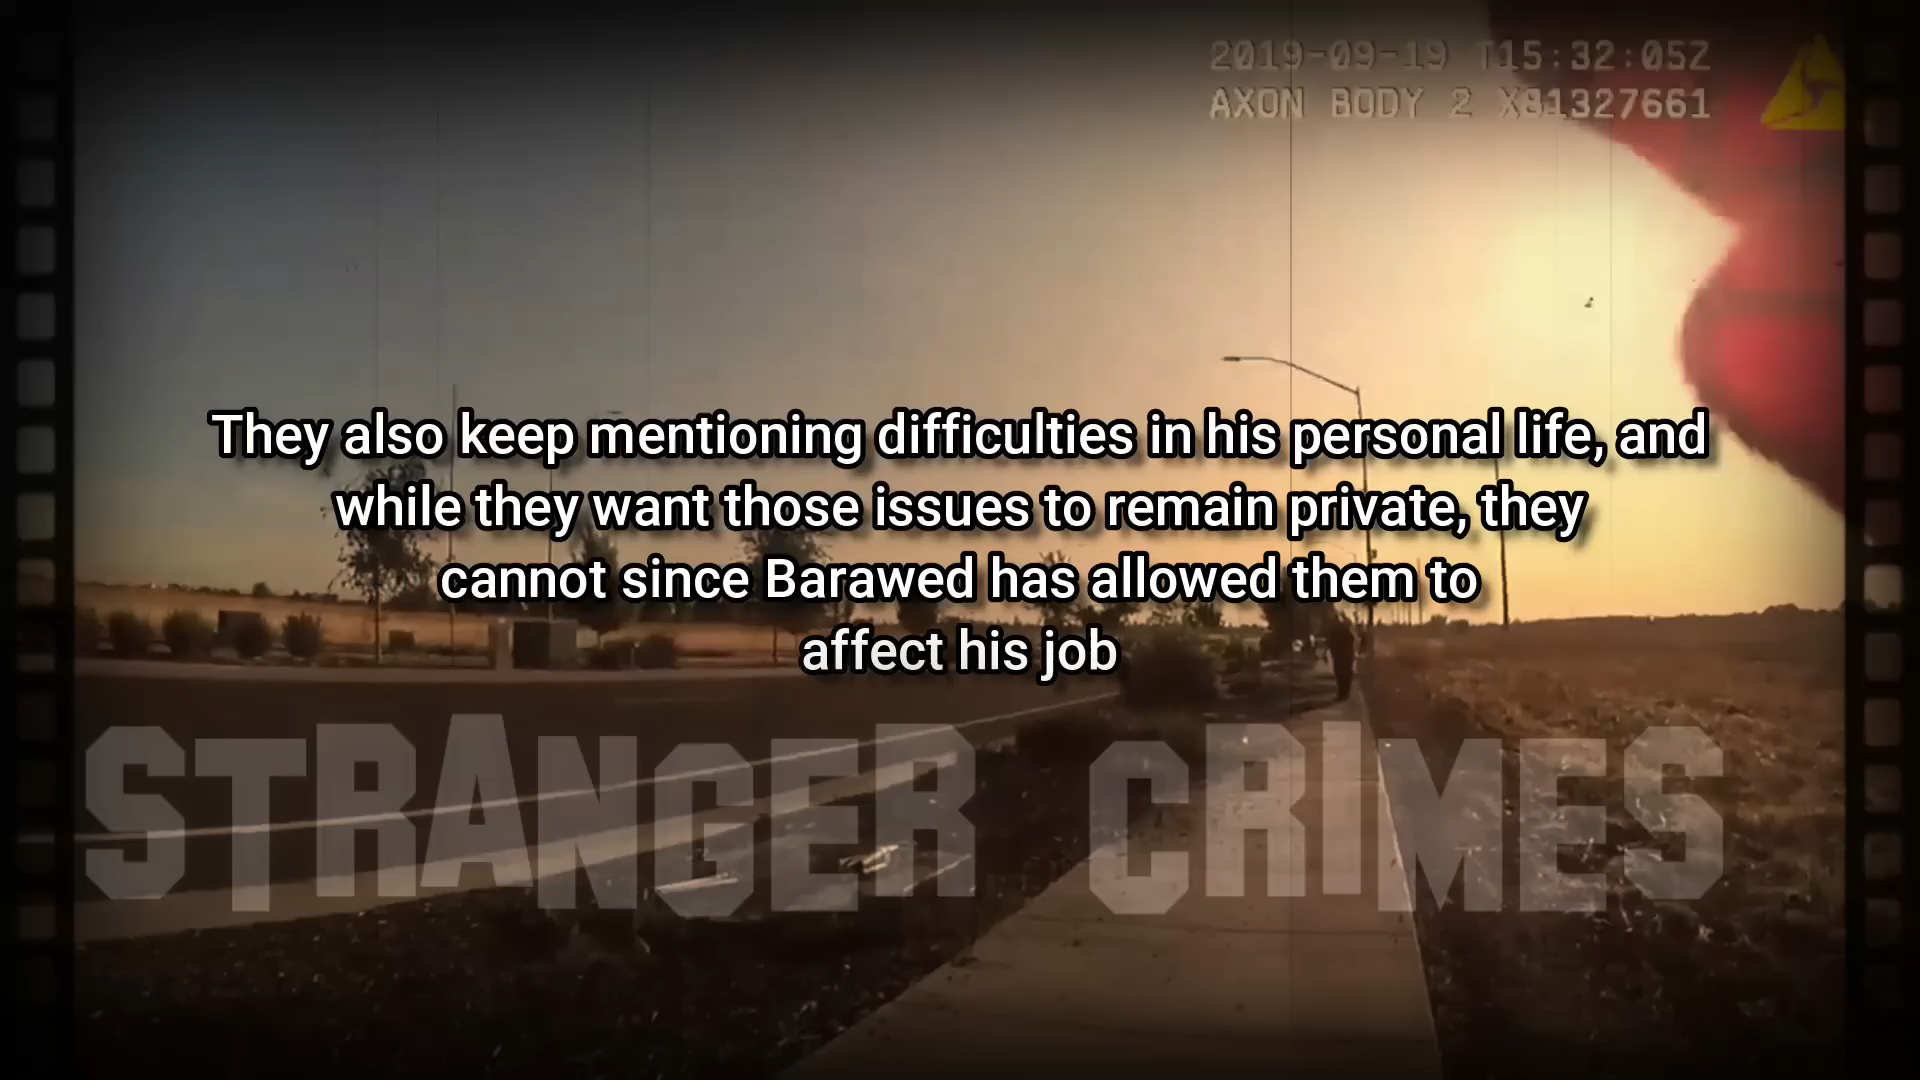 2019-09-19 T15:32:05Z
AXON BODY 2 X81327661
They also keep mentioning difficulties in his personal life, and
while they want those issues to remain private, they
cannot since Barawed has allowed them to
affect his job
STRANGER CRIMES